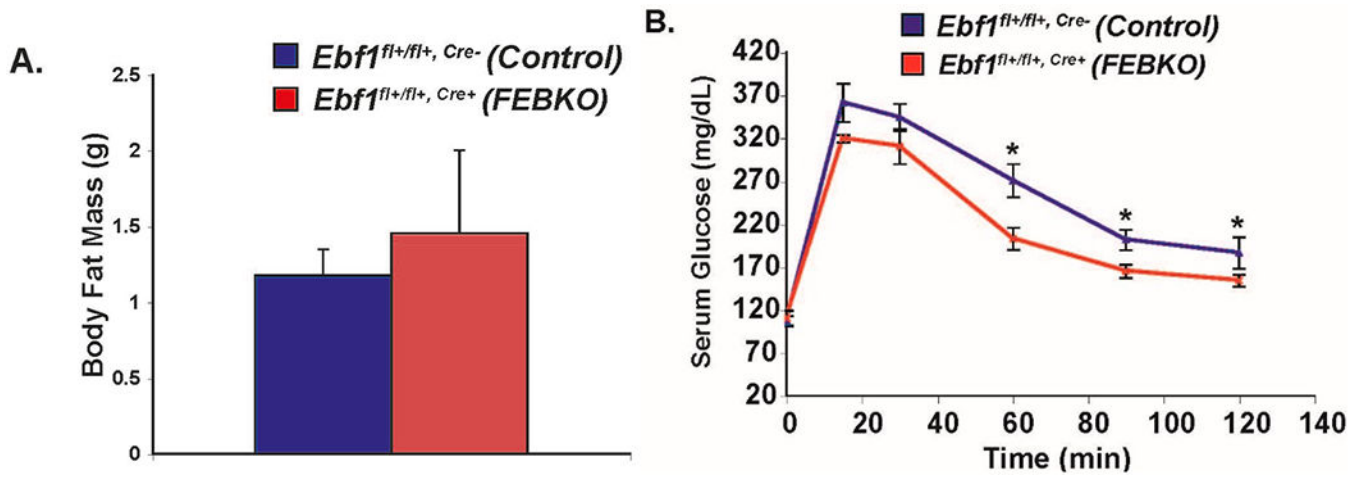 A.
Ebf1fl+/fl+, Cre- (Control)
Ebf1fl+/fl+, Cre+ (FEBKO)
2.5
2
1.5
1
0.5
0
Body Fat Mass (g)
B.
Ebf1fl+/fl+, Cre- (Control)
Ebf1fl+/fl+, Cre+ (FEBKO)
420
370
320
270
220
170
120
70
20
Serum Glucose (mg/dL)
*
*
*
0 20 40 60 80 100 120 140
Time (min)